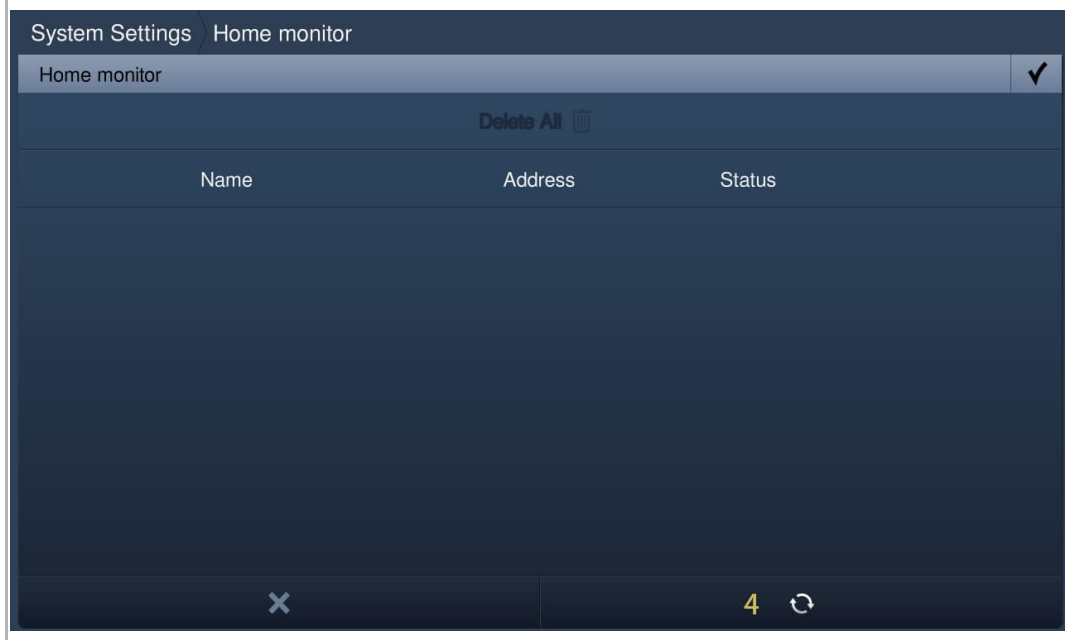 System Settings Home monitor
Home monitor
Delete All
Name Address Status
4